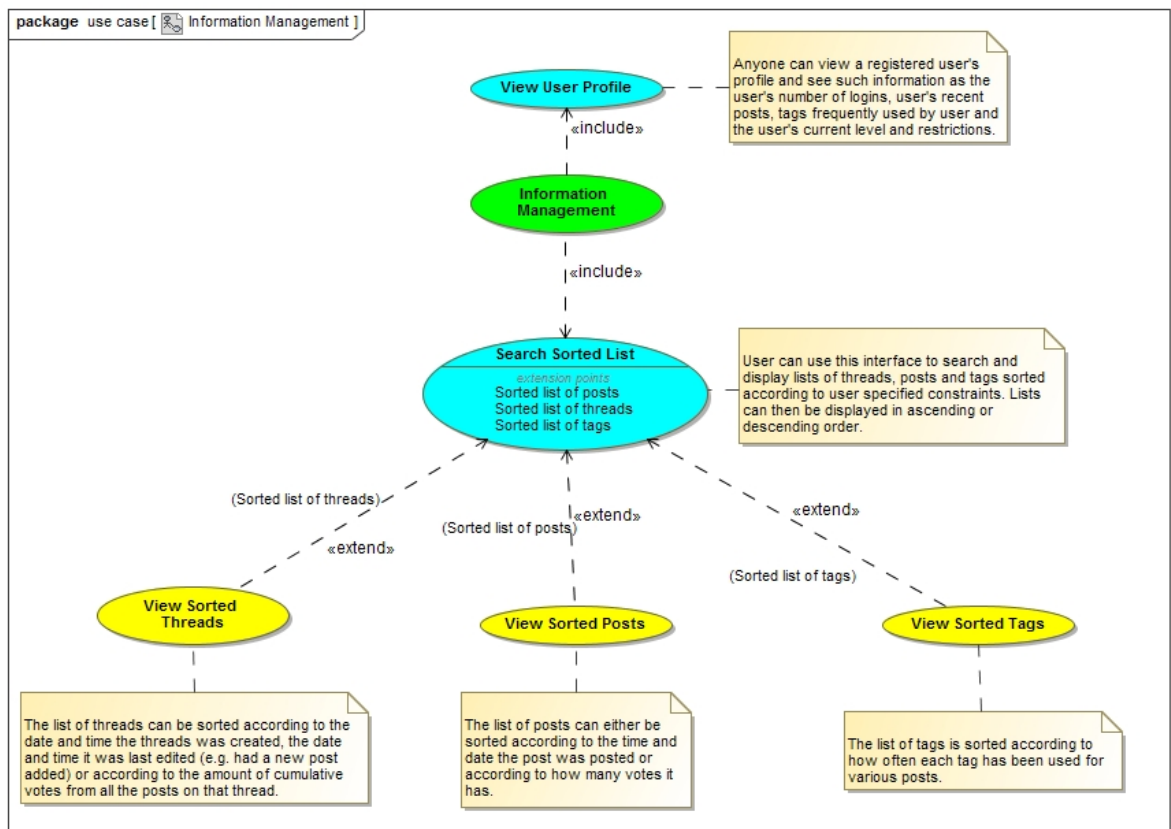 package use case [ Information Management ]
Anyone can view a registered user's
profile and see such information as the
user's number of logins, user's recent
posts, tags frequently used by user and
the user's current level and restrictions.
View User Profile
«include»
Information
Management
«include»
Search Sorted List
extension points
Sorted list of posts
Sorted list of threads
Sorted list of tags
User can use this interface to search and
display lists of threads, posts and tags sorted
according to user specified constraints. Lists
can then be displayed in ascending or
descending order.
(Sorted list of threads)
«extend»
(Sorted list of posts)
«extend»
«extend»
(Sorted list of tags)
View Sorted
Threads
View Sorted Posts
View Sorted Tags
The list of threads can be sorted according to the
date and time the threads was created, the date
and time it was last edited (e.g. had a new post
added) or according to the amount of cumulative
votes from all the posts on that thread.
The list of posts can either be
sorted according to the time and
date the post was posted or
according to how many votes it
has.
The list of tags is sorted according to
how often each tag has been used for
various posts.